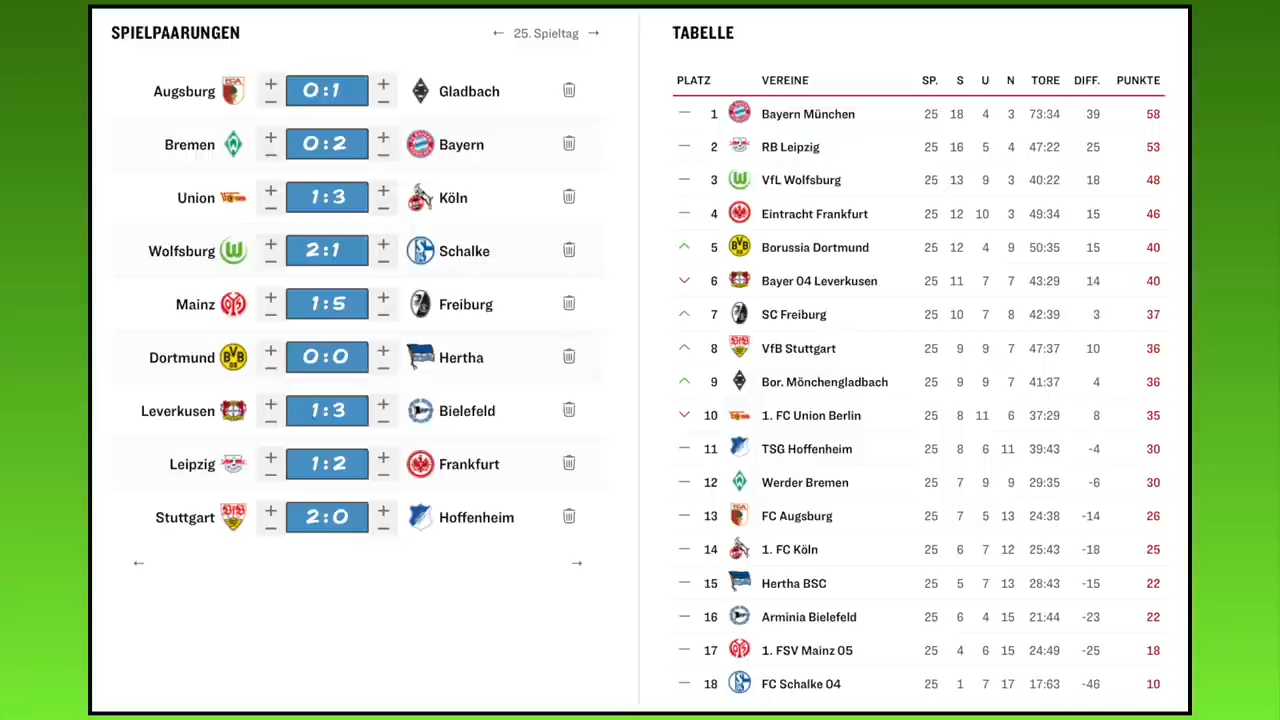 SPIELPAARUNGEN
← 25. Spieltag →
Augsburg + − 0:1 + − Gladbach
Bremen + − 0:2 + − Bayern
Union + − 1:3 + − Köln
Wolfsburg + − 2:1 + − Schalke
Mainz + − 1:5 + − Freiburg
Dortmund + − 0:0 + − Hertha
Leverkusen + − 1:3 + − Bielefeld
Leipzig + − 1:2 + − Frankfurt
Stuttgart + − 2:0 + − Hoffenheim
← →
TABELLE
PLATZ VEREINE SP. S U N TORE DIFF. PUNKTE
1 Bayern München 25 18 4 3 73:34 39 58
2 RB Leipzig 25 16 5 4 47:22 25 53
3 VfL Wolfsburg 25 13 9 3 40:22 18 48
4 Eintracht Frankfurt 25 12 10 3 49:34 15 46
5 Borussia Dortmund 25 12 4 9 50:35 15 40
6 Bayer 04 Leverkusen 25 11 7 7 43:29 14 40
7 SC Freiburg 25 10 7 8 42:39 3 37
8 VfB Stuttgart 25 9 9 7 47:37 10 36
9 Bor. Mönchengladbach 25 9 9 7 41:37 4 36
10 1. FC Union Berlin 25 8 11 6 37:29 8 35
11 TSG Hoffenheim 25 8 6 11 39:43 -4 30
12 Werder Bremen 25 7 9 9 29:35 -6 30
13 FC Augsburg 25 7 5 13 24:38 -14 26
14 1. FC Köln 25 6 7 12 25:43 -18 25
15 Hertha BSC 25 5 7 13 28:43 -15 22
16 Arminia Bielefeld 25 6 4 15 21:44 -23 22
17 1. FSV Mainz 05 25 4 6 15 24:49 -25 18
18 FC Schalke 04 25 1 7 17 17:63 -46 10